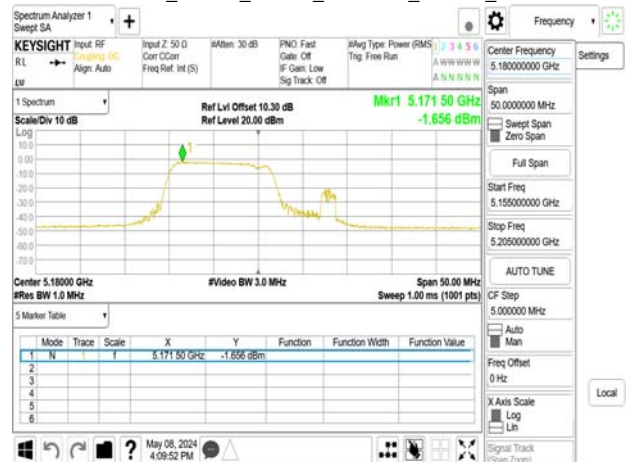 Spectrum Analyzer 1
Swept SA
+
Frequency
KEYSIGHT
RL
Input: RF
Coupling: DC
Align: Auto
Input Z: 50 Ω
Corr CCorr
Freq Ref: Int (S)
#Atten: 30 dB
PNO: Fast
Gate: Off
IF Gain: Low
Sig Track: Off
#Avg Type: Power (RMS
Trig: Free Run
1 2 3 4 5 6
A W W W W W
A N N N N N
Center Frequency
5.180000000 GHz
Settings
Span
50.0000000 MHz
Swept Span
Zero Span
Full Span
Start Freq
5.155000000 GHz
Stop Freq
5.205000000 GHz
AUTO TUNE
CF Step
5.000000 MHz
Auto
Man
Freq Offset
0 Hz
X Axis Scale
Log
Lin
Signal Track
(Span Zoom)
Local
1 Spectrum
Scale/Div 10 dB
Ref Lvl Offset 10.30 dB
Ref Level 20.00 dBm
Mkr1 5.171 50 GHz
-1.656 dBm
Log
10.0
0.00
-10.0
-20.0
-30.0
-40.0
-50.0
-60.0
-70.0
1
Center 5.18000 GHz
#Res BW 1.0 MHz
#Video BW 3.0 MHz
Span 50.00 MHz
Sweep 1.00 ms (1001 pts)
5 Marker Table
Mode Trace Scale X Y Function Function Width Function Value
1 N 1 f 5.171 50 GHz -1.656 dBm
2
3
4
5
6
?
May 08, 2024
4:09:52 PM